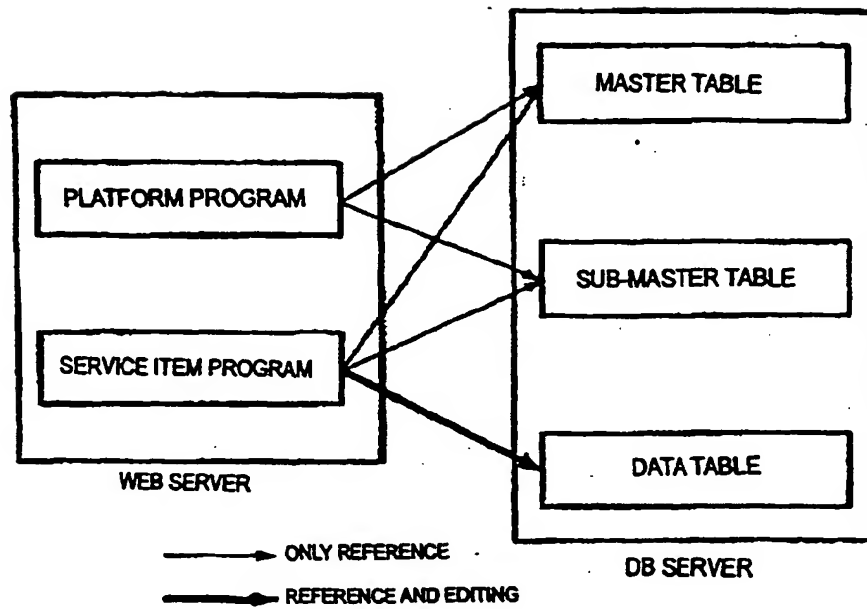 MASTER TABLE
PLATFORM PROGRAM
SUB-MASTER TABLE
SERVICE ITEM PROGRAM
DATA TABLE
WEB SERVER
ONLY REFERENCE
DB SERVER
REFERENCE AND EDITING